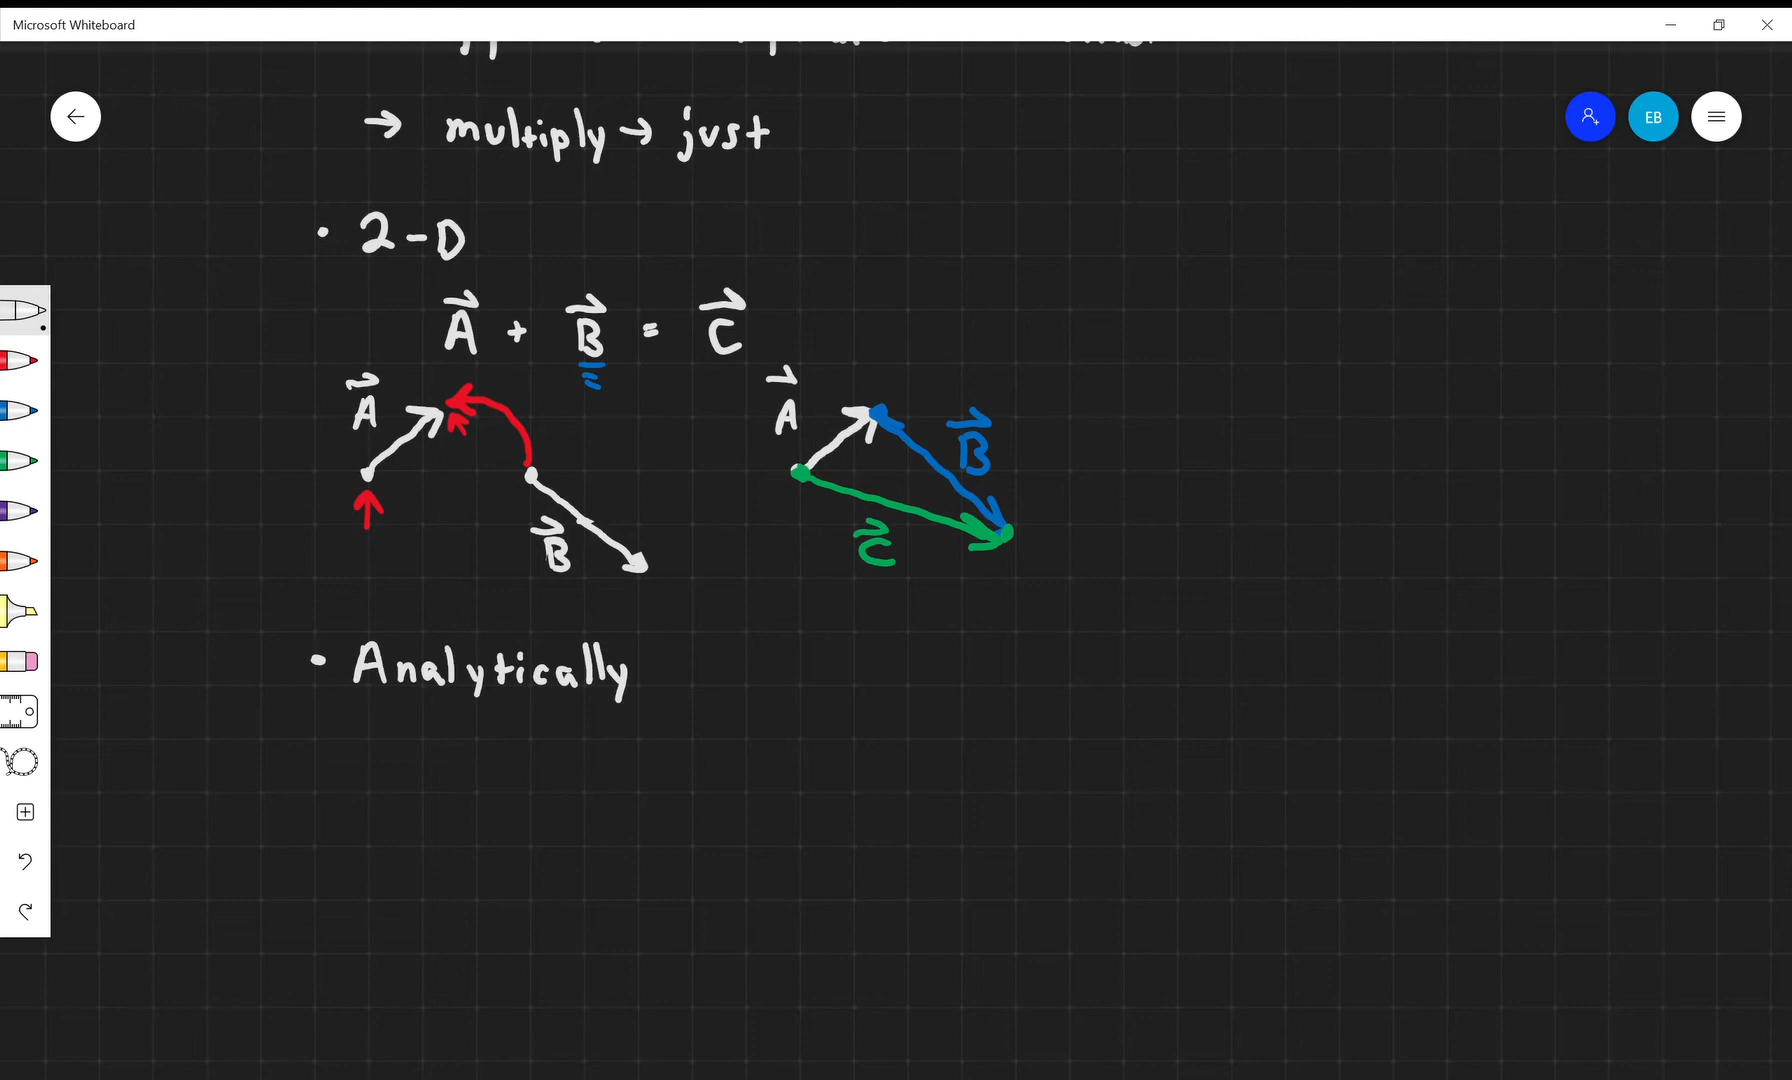 Microsoft Whiteboard
EB
→ multiply → just
• 2-D
A⃗ + B⃗ = C⃗
A⃗
A⃗
B⃗
B⃗
C⃗
• Analytically